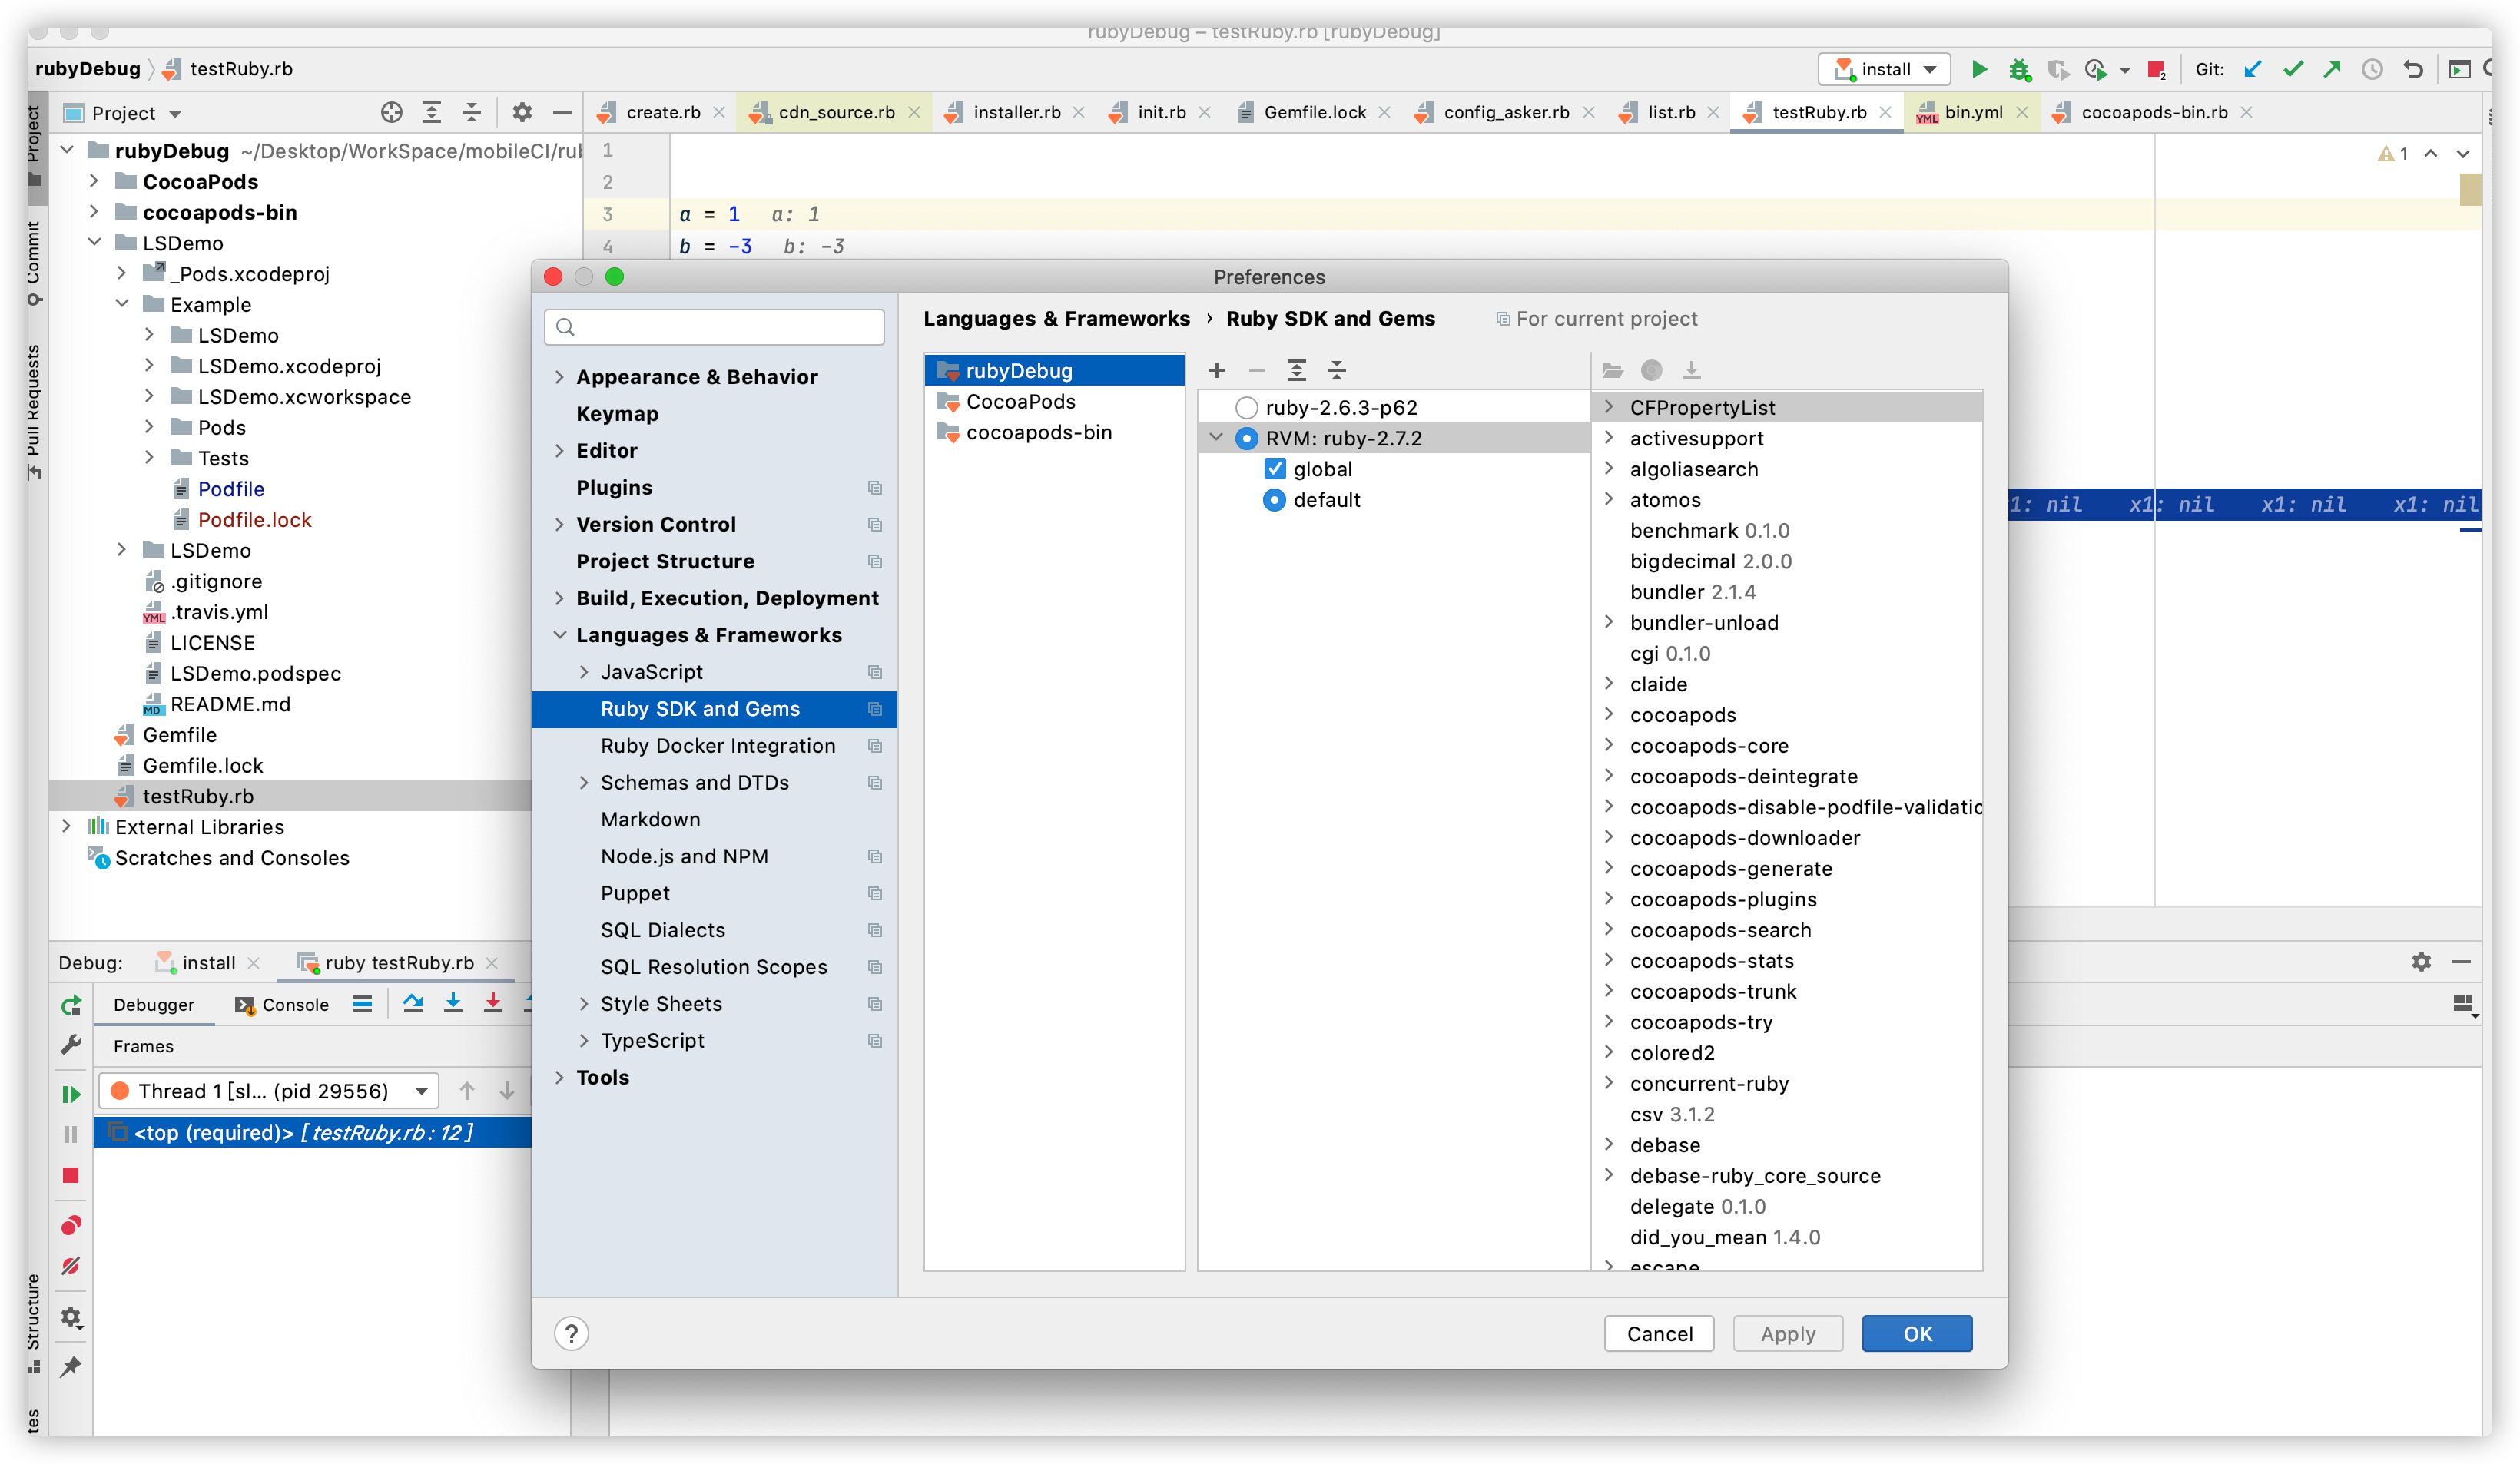 rubyDebug – testRuby.rb [rubyDebug]
rubyDebug testRuby.rb
install
Git:
Project
create.rb
cdn_source.rb
installer.rb
init.rb
Gemfile.lock
config_asker.rb
list.rb
testRuby.rb
bin.yml
cocoapods-bin.rb
Project
Commit
Pull Requests
Structure
rubyDebug ~/Desktop/WorkSpace/mobileCI/rub
CocoaPods
cocoapods-bin
LSDemo
_Pods.xcodeproj
Example
LSDemo
LSDemo.xcodeproj
LSDemo.xcworkspace
Pods
Tests
Podfile
Podfile.lock
LSDemo
.gitignore
YML .travis.yml
LICENSE
LSDemo.podspec
MD README.md
Gemfile
Gemfile.lock
testRuby.rb
External Libraries
Scratches and Consoles
1
2
3 a = 1 a: 1
4 b = -3 b: -3
1
1: nil x1: nil x1: nil x1: nil
Preferences
Appearance & Behavior
Keymap
Editor
Plugins
Version Control
Project Structure
Build, Execution, Deployment
Languages & Frameworks
JavaScript
Ruby SDK and Gems
Ruby Docker Integration
Schemas and DTDs
Markdown
Node.js and NPM
Puppet
SQL Dialects
SQL Resolution Scopes
Style Sheets
TypeScript
Tools
Languages & Frameworks › Ruby SDK and Gems
For current project
rubyDebug
CocoaPods
cocoapods-bin
ruby-2.6.3-p62
RVM: ruby-2.7.2
global
default
CFPropertyList
activesupport
algoliasearch
atomos
benchmark 0.1.0
bigdecimal 2.0.0
bundler 2.1.4
bundler-unload
cgi 0.1.0
claide
cocoapods
cocoapods-core
cocoapods-deintegrate
cocoapods-disable-podfile-validatio
cocoapods-downloader
cocoapods-generate
cocoapods-plugins
cocoapods-search
cocoapods-stats
cocoapods-trunk
cocoapods-try
colored2
concurrent-ruby
csv 3.1.2
debase
debase-ruby_core_source
delegate 0.1.0
did_you_mean 1.4.0
escape
?
Cancel
Apply
OK
Debug:
install
ruby testRuby.rb
Debugger
Console
Frames
Thread 1 [sl... (pid 29556)
<top (required)> [testRuby.rb:12]